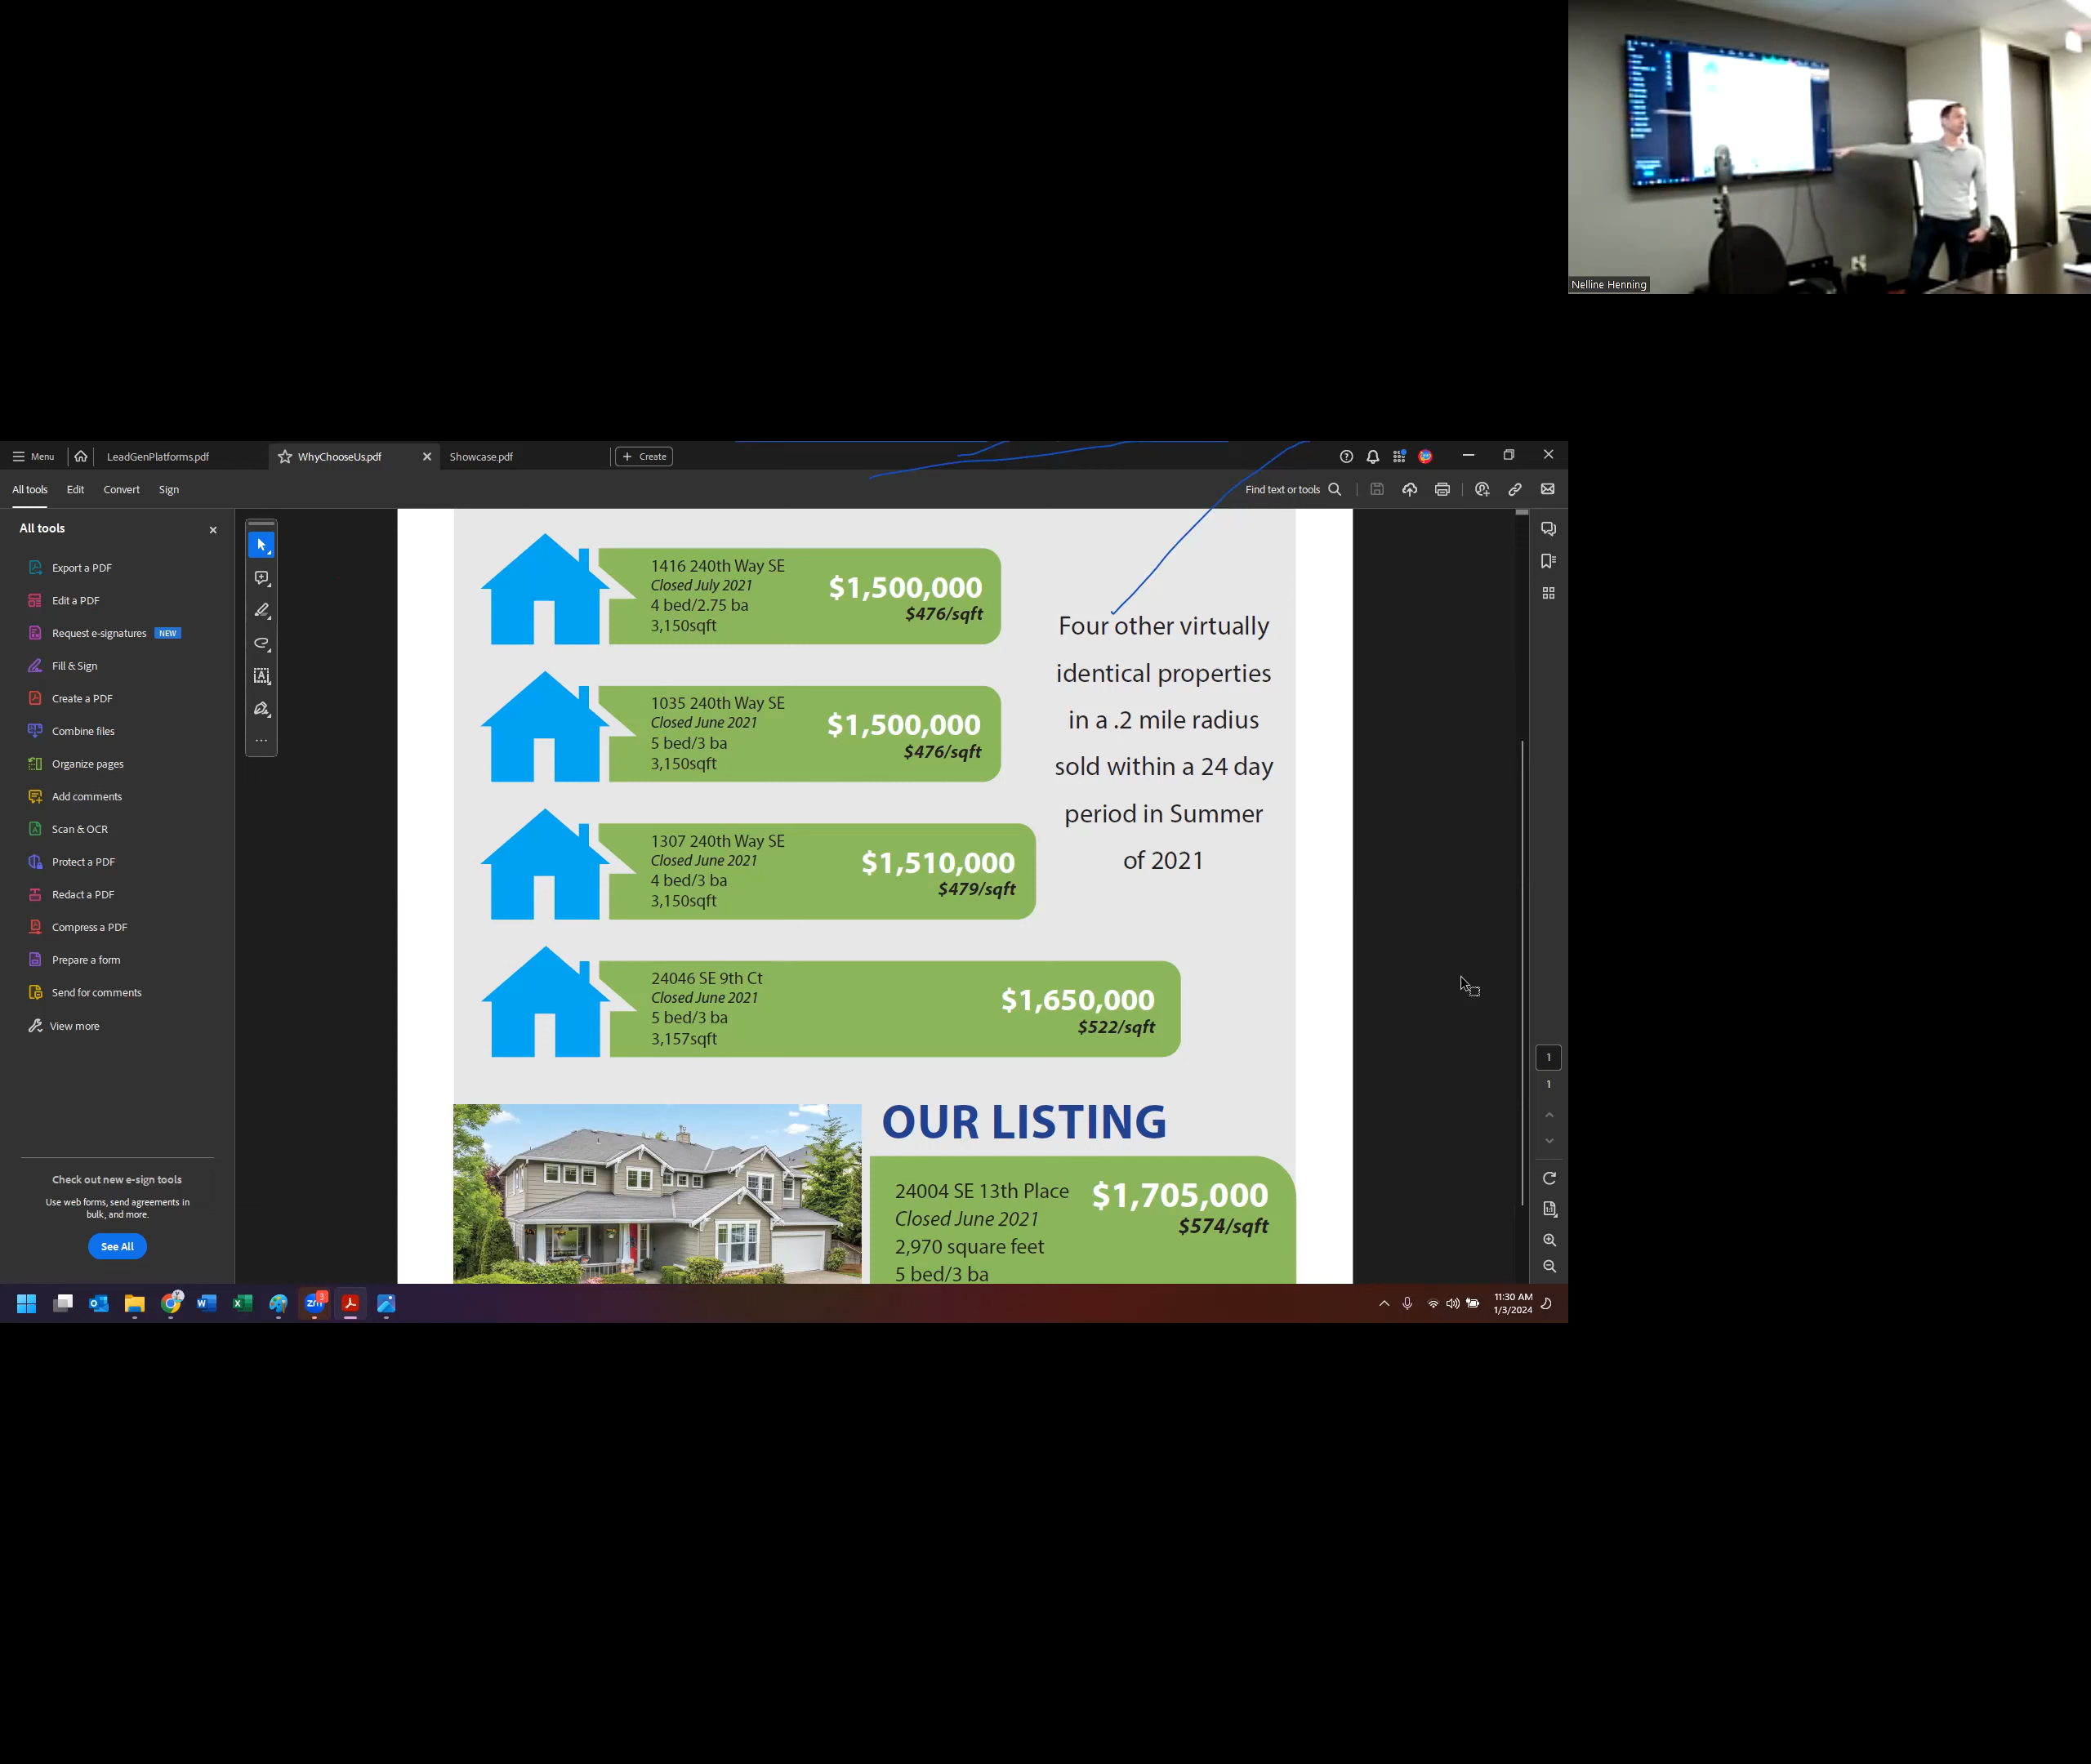 Nelline Henning
Menu
LeadGenPlatforms.pdf
WhyChooseUs.pdf
Showcase.pdf
Create
All tools
Edit
Convert
Sign
Find text or tools
All tools
Export a PDF
Edit a PDF
Request e-signatures NEW
Fill & Sign
Create a PDF
Combine files
Organize pages
Add comments
Scan & OCR
Protect a PDF
Redact a PDF
Compress a PDF
Prepare a form
Send for comments
View more
Check out new e-sign tools
Use web forms, send agreements in
bulk, and more.
See All
1416 240th Way SE
Closed July 2021
4 bed/2.75 ba
3,150sqft
$1,500,000
$476/sqft
1035 240th Way SE
Closed June 2021
5 bed/3 ba
3,150sqft
$1,500,000
$476/sqft
1307 240th Way SE
Closed June 2021
4 bed/3 ba
3,150sqft
$1,510,000
$479/sqft
24046 SE 9th Ct
Closed June 2021
5 bed/3 ba
3,157sqft
$1,650,000
$522/sqft
Four other virtually
identical properties
in a .2 mile radius
sold within a 24 day
period in Summer
of 2021
OUR LISTING
24004 SE 13th Place
Closed June 2021
2,970 square feet
5 bed/3 ba
$1,705,000
$574/sqft
1
1
zm
3
11:30 AM
1/3/2024